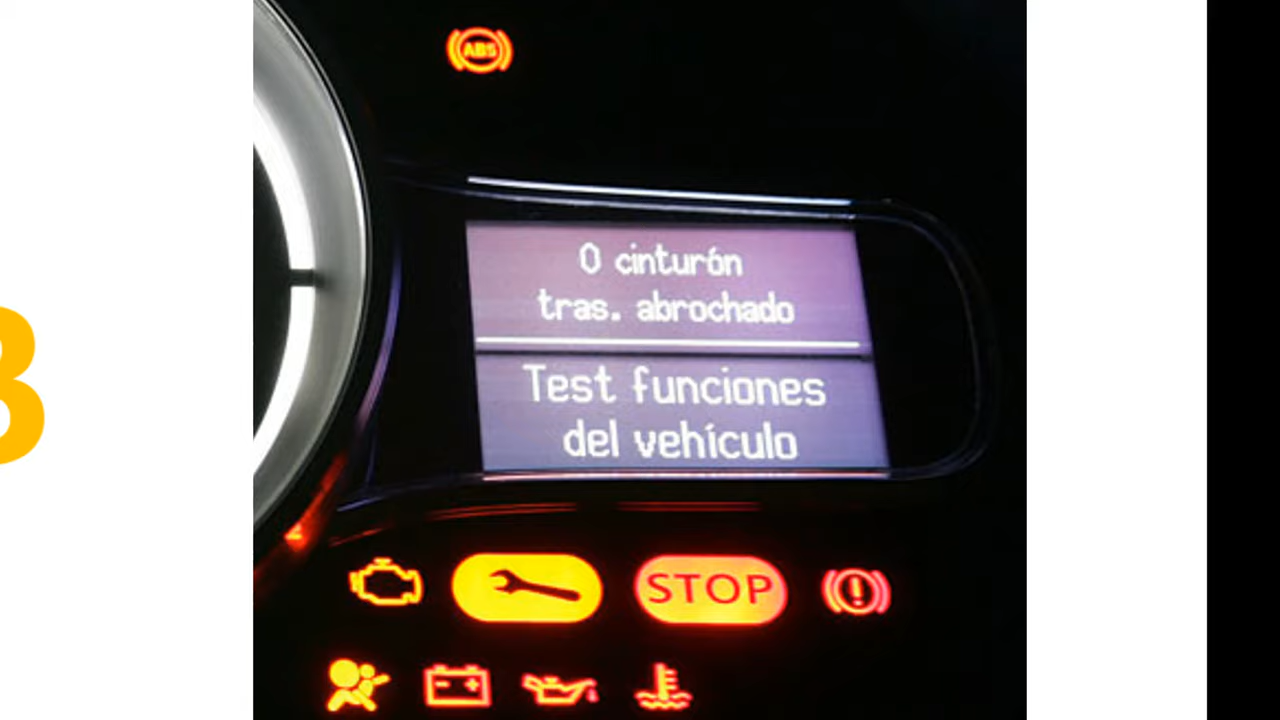 ABS
0 cinturón
tras. abrochado
Test funciones
del vehículo
STOP